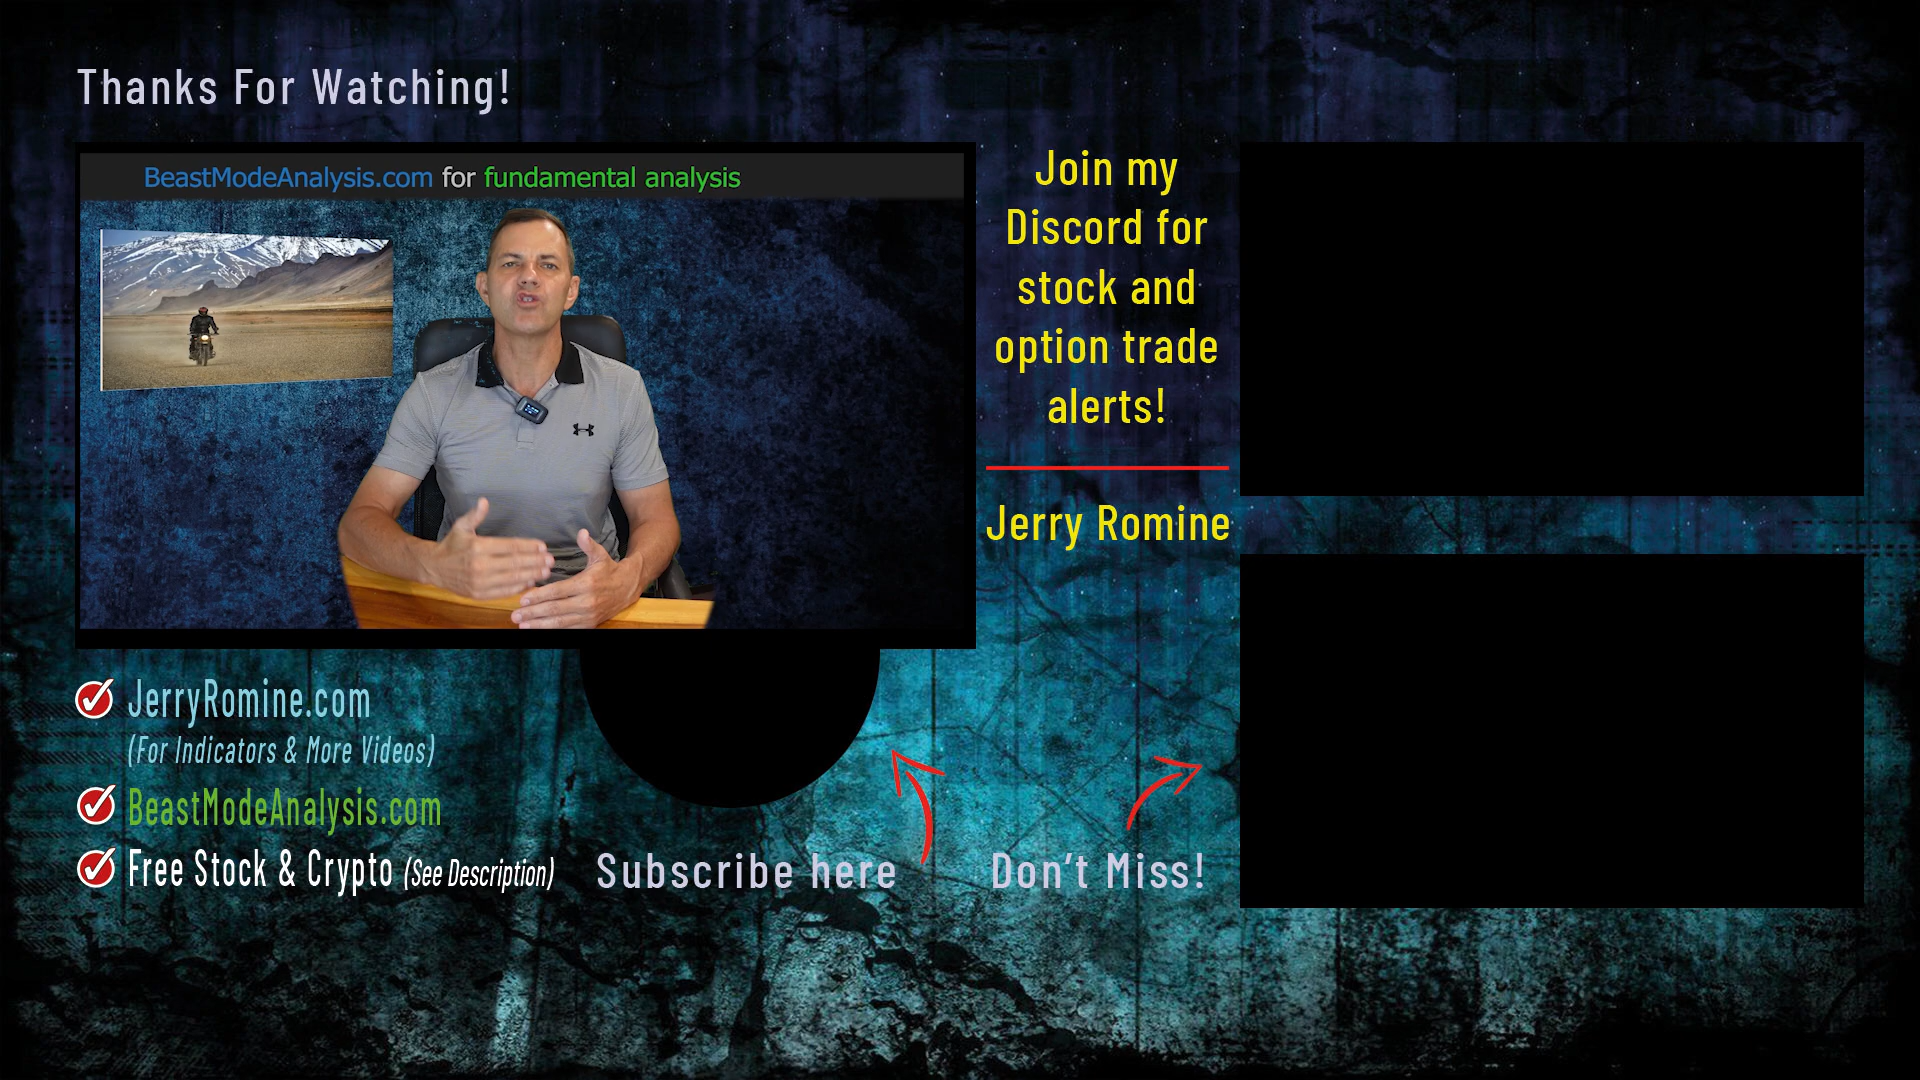 Thanks For Watching!
BeastModeAnalysis.com for fundamental analysis
Join my
Discord for
stock and
option trade
alerts!
Jerry Romine
JerryRomine.com
(For Indicators & More Videos)
BeastModeAnalysis.com
Free Stock & Crypto (See Description)
Subscribe here
Don't Miss!